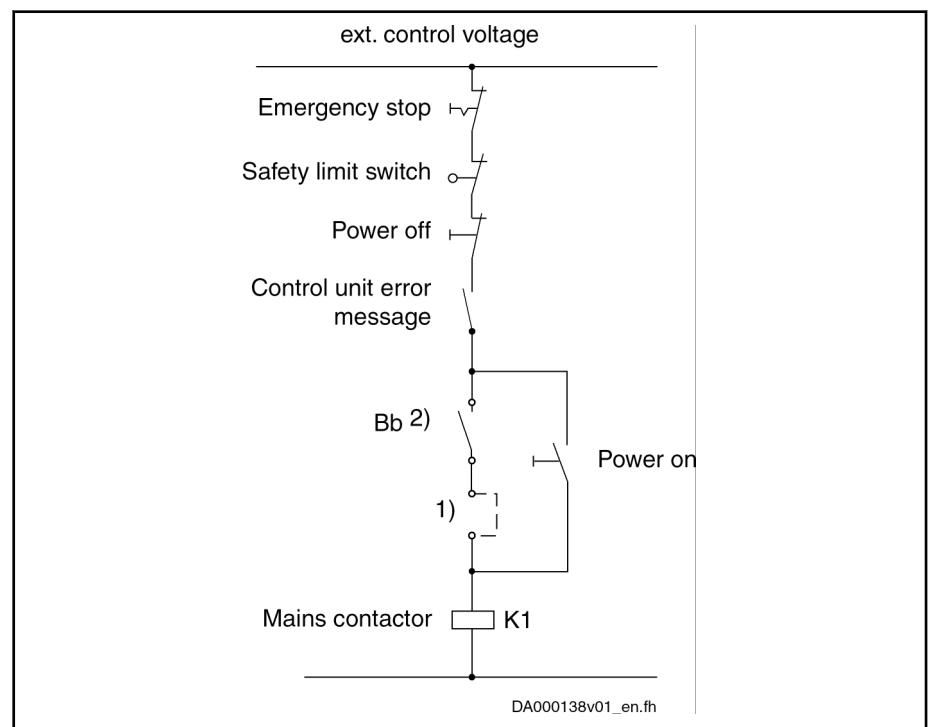 ext. control voltage
Emergency stop
Safety limit switch
Power off
Control unit error
message
Bb 2)
Power on
1)
Mains contactor K1
DA000138v01_en.fh